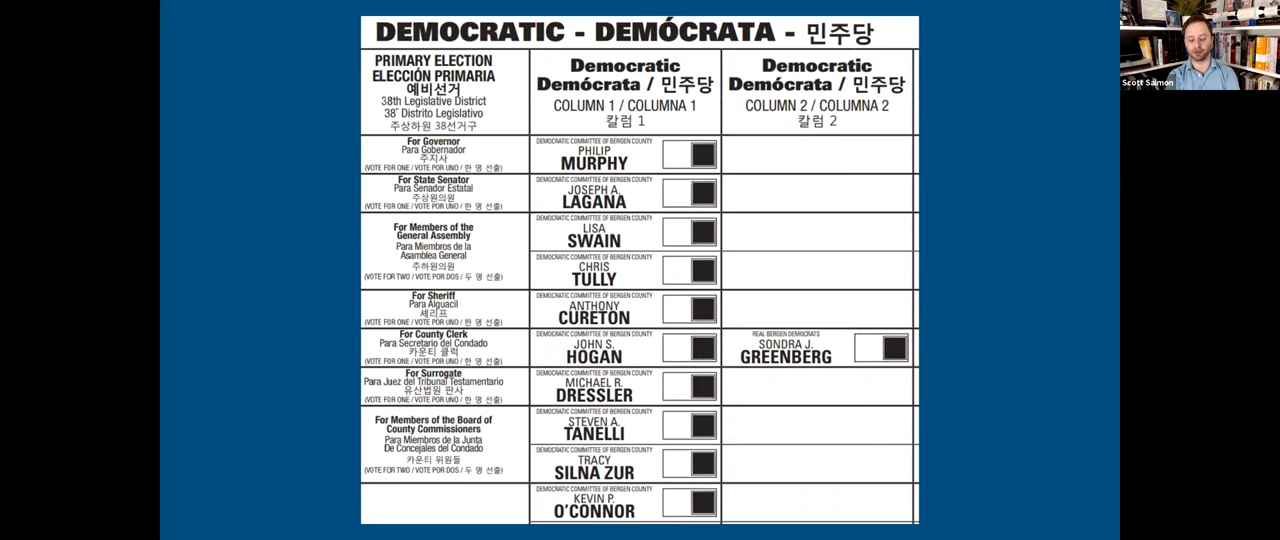 DEMOCRATIC - DEMÓCRATA - 민주당
PRIMARY ELECTION
ELECCIÓN PRIMARIA
예비선거
38th Legislative District
38° Distrito Legislativo
주상하원 38선거구
Democratic
Demócrata / 민주당
COLUMN 1 / COLUMNA 1
칼럼 1
Democratic
Demócrata / 민주당
COLUMN 2 / COLUMNA 2
칼럼 2
For Governor
Para Gobernador
주지사
(VOTE FOR ONE / VOTE POR UNO / 한 명 선출)
DEMOCRATIC COMMITTEE OF BERGEN COUNTY
PHILIP
MURPHY
For State Senator
Para Senador Estatal
주상원의원
(VOTE FOR ONE / VOTE POR UNO / 한 명 선출)
DEMOCRATIC COMMITTEE OF BERGEN COUNTY
JOSEPH A.
LAGANA
For Members of the
General Assembly
Para Miembros de la
Asamblea General
주하원의원
(VOTE FOR TWO / VOTE POR DOS / 두 명 선출)
DEMOCRATIC COMMITTEE OF BERGEN COUNTY
LISA
SWAIN
DEMOCRATIC COMMITTEE OF BERGEN COUNTY
CHRIS
TULLY
For Sheriff
Para Alguacil
셰리프
(VOTE FOR ONE / VOTE POR UNO / 한 명 선출)
DEMOCRATIC COMMITTEE OF BERGEN COUNTY
ANTHONY
CURETON
For County Clerk
Para Secretario del Condado
카운티 클럭
(VOTE FOR ONE / VOTE POR UNO / 한 명 선출)
DEMOCRATIC COMMITTEE OF BERGEN COUNTY
JOHN S.
HOGAN
REAL BERGEN DEMOCRATS
SONDRA J.
GREENBERG
For Surrogate
Para Juez del Tribunal Testamentario
유산법원 판사
(VOTE FOR ONE / VOTE POR UNO / 한 명 선출)
DEMOCRATIC COMMITTEE OF BERGEN COUNTY
MICHAEL R.
DRESSLER
For Members of the Board of
County Commissioners
Para Miembros de la Junta
De Concejales del Condado
카운티 위원들
(VOTE FOR TWO / VOTE POR DOS / 두 명 선출)
DEMOCRATIC COMMITTEE OF BERGEN COUNTY
STEVEN A.
TANELLI
DEMOCRATIC COMMITTEE OF BERGEN COUNTY
TRACY
SILNA ZUR
DEMOCRATIC COMMITTEE OF BERGEN COUNTY
KEVIN P.
O'CONNOR
Scott Salmon